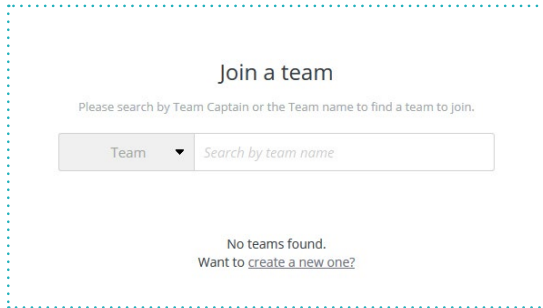 Join a team
Please search by Team Captain or the Team name to find a team to join.
Team Search by team name
No teams found.
Want to create a new one?